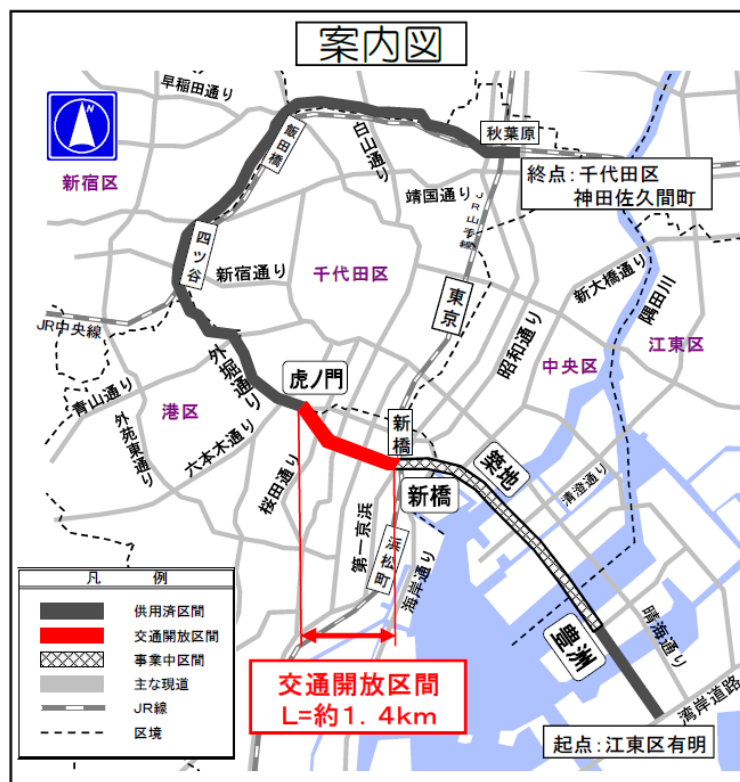 案内図
早稲田通り
N
飯田橋
白山通り
秋葉原
新宿区
靖国通り
JR山手線
終点：千代田区
神田佐久間町
四ツ谷
新宿通り
千代田区
東京
新大橋通り
隅田川
JR中央線
外堀通り
昭和通り
中央区
江東区
青山通り
港区
虎ノ門
外苑東通り
六本木通り
新橋
桜田通り
新橋
築地
清澄通り
第一京浜
浜松町
海岸通り
凡 例
供用済区間
交通開放区間
事業中区間
主な現道
JR線
区境
豊洲
晴海通り
湾岸道路
交通開放区間
L=約1.4km
起点：江東区有明